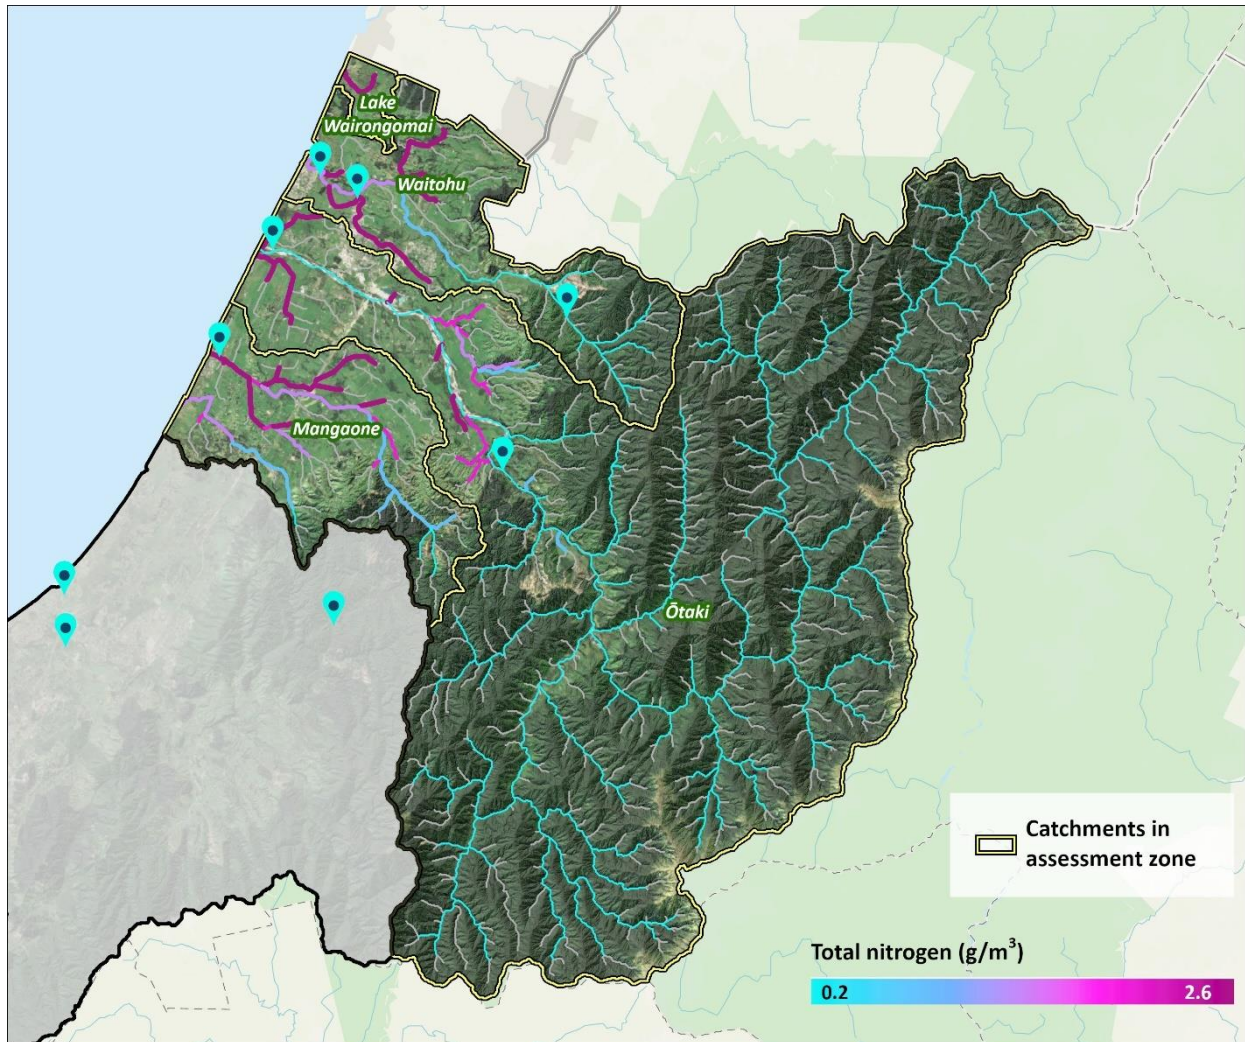 Lake
Wairongomai
Waitohu
Mangaone
Ōtaki
Catchments in
assessment zone
Total nitrogen (g/m³)
0.2
2.6